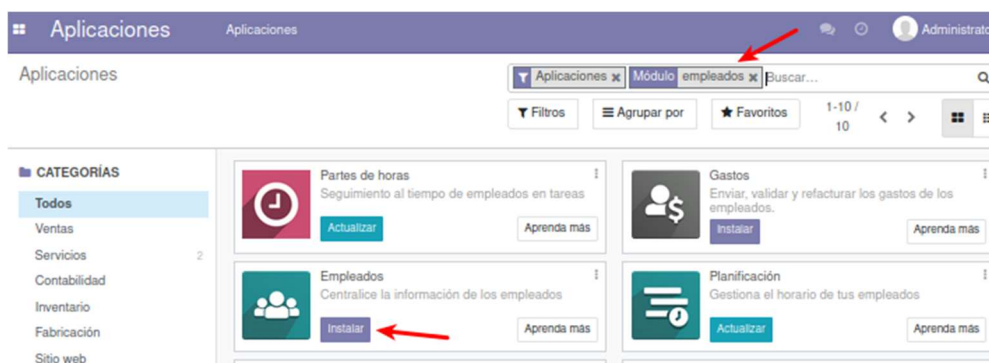 Aplicaciones
Aplicaciones
Administrato
Aplicaciones
Aplicaciones x
Módulo empleados x
Buscar...
Filtros
Agrupar por
Favoritos
1-10 /
10
CATEGORÍAS
Todos
Ventas
Servicios 2
Contabilidad
Inventario
Fabricación
Sitio web
Partes de horas
Seguimiento al tiempo de empleados en tareas
Actualizar
Aprenda más
Gastos
Enviar, validar y refacturar los gastos de los
empleados.
Instalar
Aprenda más
Empleados
Centralice la información de los empleados
Instalar
Aprenda más
Planificación
Gestiona el horario de tus empleados
Actualizar
Aprenda más